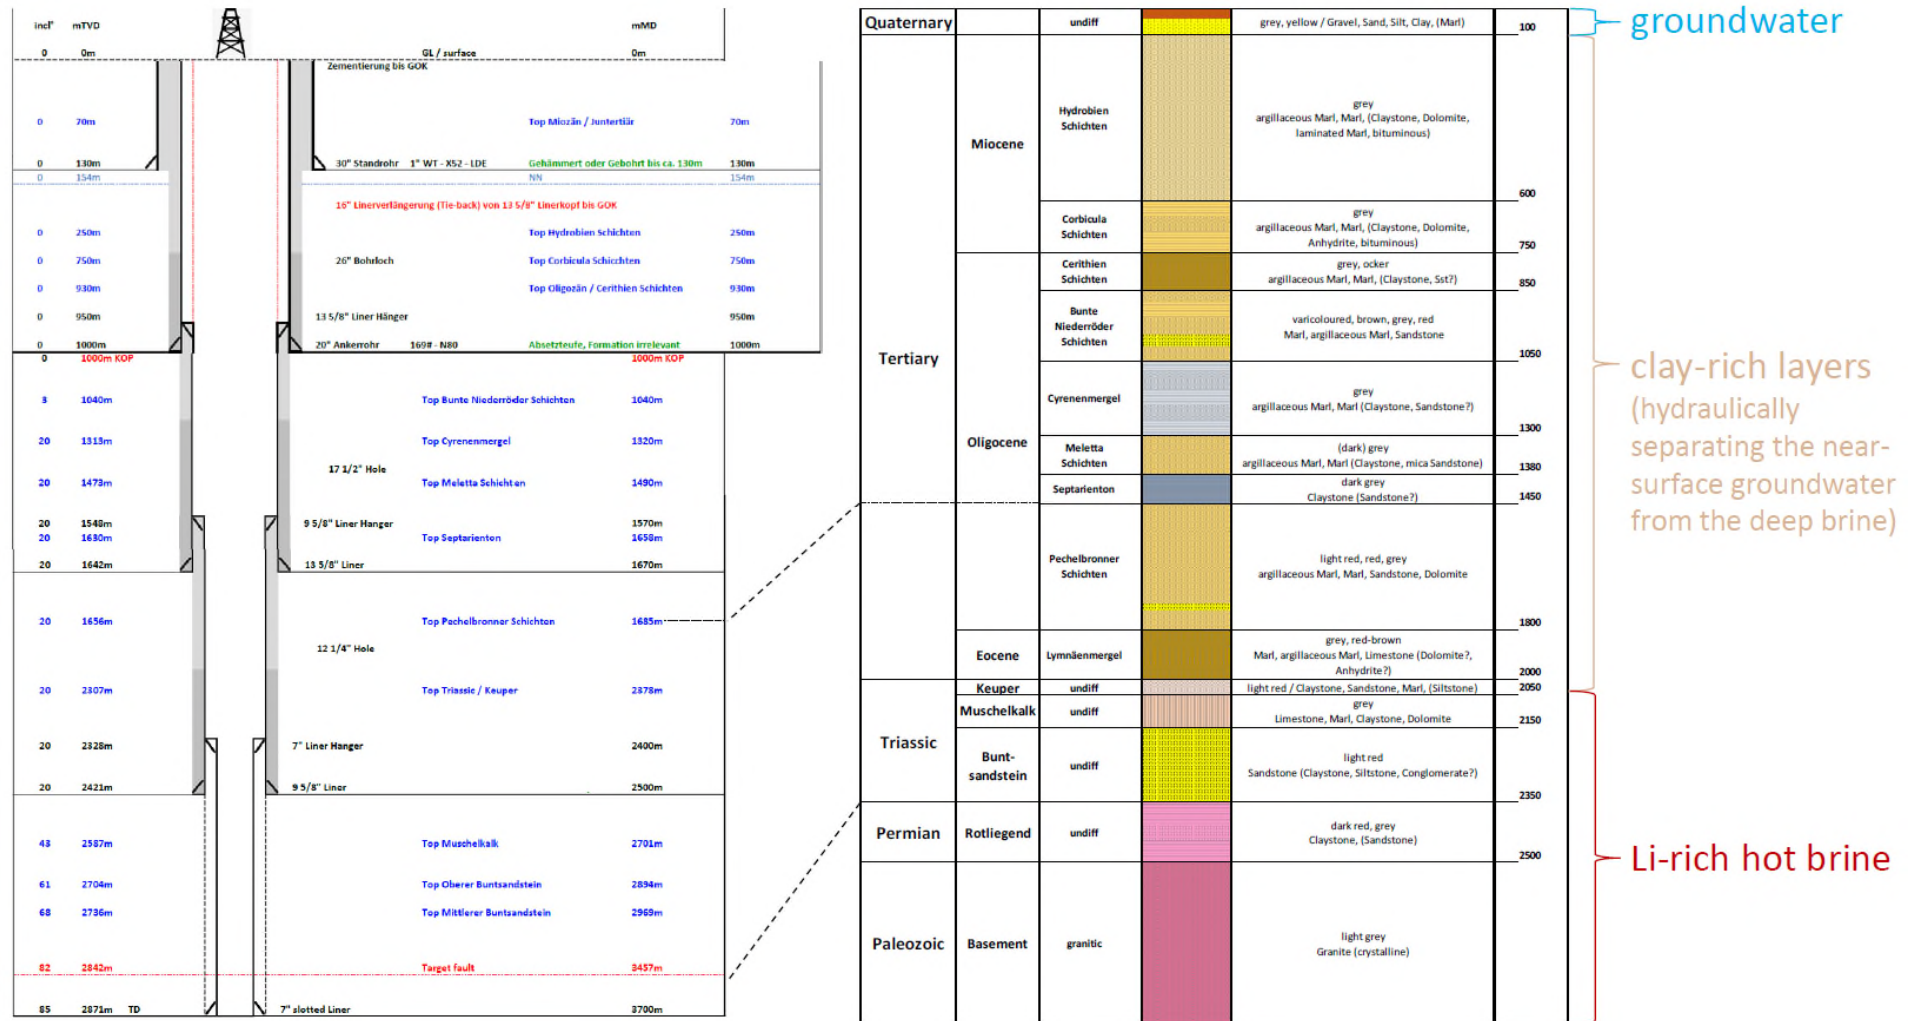 incl° mTVD mMD
0 0m GL / surface 0m
Zementierung bis GOK
0 70m Top Miozän / Juntertiär 70m
0 130m 30" Standrohr 1" WT - X52 - LDE Gehämmert oder Gebohrt bis ca. 130m 130m
0 154m NN 154m
16" Linerverlängerung (Tie-back) von 13 5/8" Linerkopf bis GOK
0 250m Top Hydrobien Schichten 250m
0 750m 26" Bohrloch Top Corbicula Schicchten 750m
0 930m Top Oligozän / Cerithien Schichten 930m
0 950m 13 5/8" Liner Hänger 950m
0 1000m 20" Ankerrohr 169# - N80 Absetzteufe, Formation irrelevant 1000m
0 1000m KOP 1000m KOP
3 1040m Top Bunte Niederröder Schichten 1040m
20 1313m Top Cyrenenmergel 1320m
17 1/2" Hole
20 1473m Top Meletta Schichten 1490m
20 1548m 9 5/8" Liner Hanger 1570m
20 1630m Top Septarienton 1658m
20 1642m 13 5/8" Liner 1670m
20 1656m Top Pechelbronner Schichten 1685m
12 1/4" Hole
20 2307m Top Triassic / Keuper 2378m
20 2328m 7" Liner Hanger 2400m
20 2421m 9 5/8" Liner 2500m
43 2587m Top Muschelkalk 2701m
61 2704m Top Oberer Buntsandstein 2894m
68 2736m Top Mittlerer Buntsandstein 2969m
82 2842m Target fault 3457m
85 2871m TD 7" slotted Liner 3700m
Quaternary undiff grey, yellow / Gravel, Sand, Silt, Clay, (Marl) 100
Tertiary
Miocene
Hydrobien
Schichten
grey
argillaceous Marl, Marl, (Claystone, Dolomite,
laminated Marl, bituminous)
600
Corbicula
Schichten
grey
argillaceous Marl, Marl, (Claystone, Dolomite,
Anhydrite, bituminous)
750
Oligocene
Cerithien
Schichten
grey, ocker
argillaceous Marl, Marl, (Claystone, Sst?)
850
Bunte
Niederröder
Schichten
varicoloured, brown, grey, red
Marl, argillaceous Marl, Sandstone
1050
Cyrenenmergel
grey
argillaceous Marl, Marl (Claystone, Sandstone?)
1300
Meletta
Schichten
(dark) grey
argillaceous Marl, Marl (Claystone, mica Sandstone)
1380
Septarienton
dark grey
Claystone (Sandstone?)
1450
Pechelbronner
Schichten
light red, red, grey
argillaceous Marl, Marl, Sandstone, Dolomite
1800
Eocene
Lymnäenmergel
grey, red-brown
Marl, argillaceous Marl, Limestone (Dolomite?,
Anhydrite?)
2000
Triassic
Keuper undiff light red / Claystone, Sandstone, Marl, (Siltstone) 2050
Muschelkalk undiff
grey
Limestone, Marl, Claystone, Dolomite
2150
Bunt-
sandstein
undiff
light red
Sandstone (Claystone, Siltstone, Conglomerate?)
2350
Permian Rotliegend undiff
dark red, grey
Claystone, (Sandstone)
2500
Paleozoic Basement granitic
light grey
Granite (crystalline)
groundwater
clay-rich layers
(hydraulically
separating the near-
surface groundwater
from the deep brine)
Li-rich hot brine